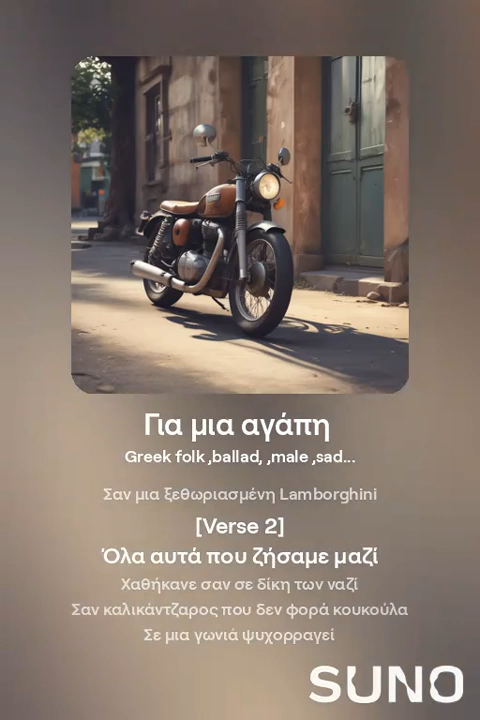 Για μια αγάπη
Greek folk ,ballad, ,male ,sad...
Σαν μια ξεθωριασμένη Lamborghini
[Verse 2]
Όλα αυτά που ζήσαμε μαζί
Χαθήκανε σαν σε δίκη των ναζί
Σαν καλικάντζαρος που δεν φορά κουκούλα
Σε μια γωνιά ψυχορραγεί
SUNO